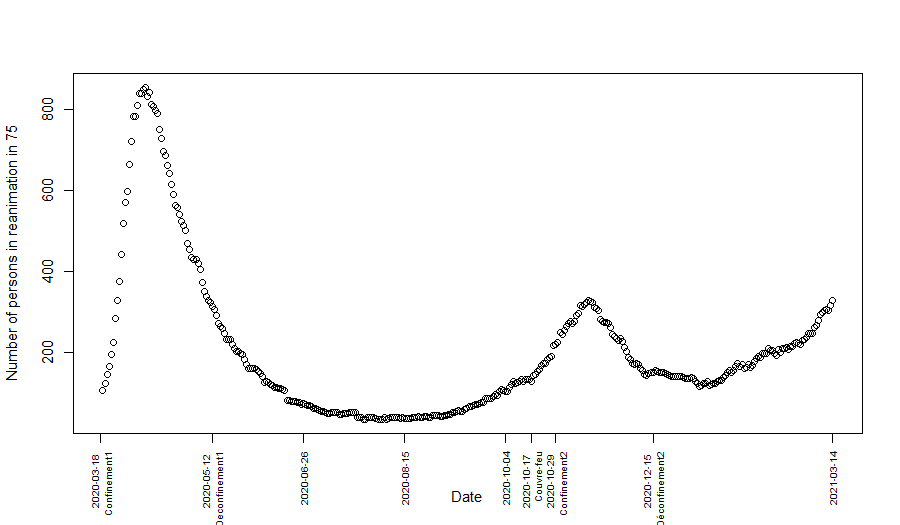 Number of persons in reanimation in 75
800
600
400
200
2020-03-18
Confinement1
2020-05-12
Deconfinement1
2020-06-26
2020-08-15
2020-10-04
2020-10-17
Couvre-feu
2020-10-29
Confinement2
2020-12-15
Déconfinement2
2021-03-14
Date